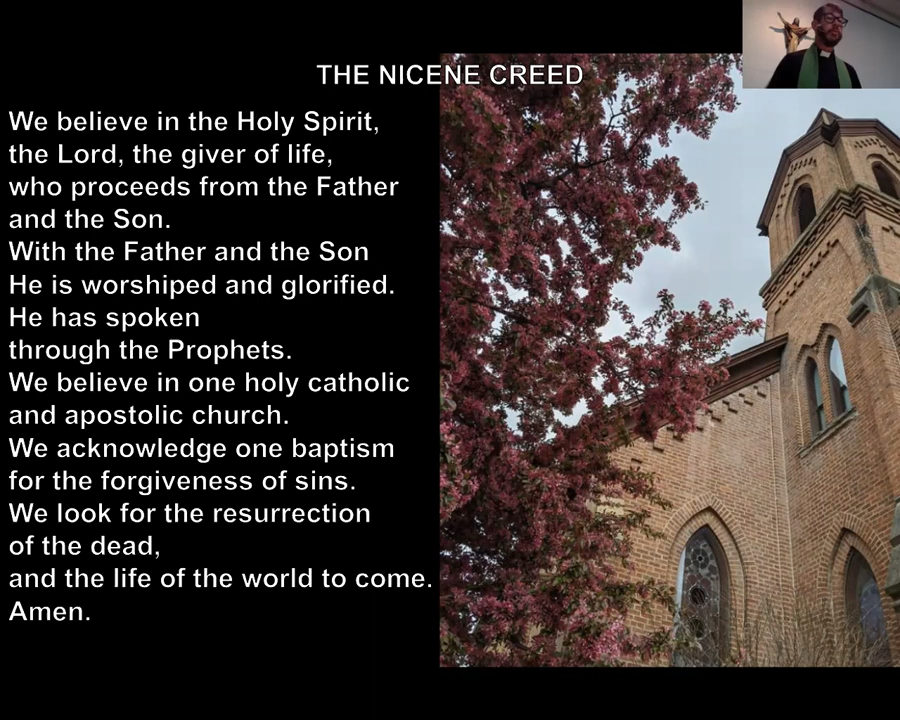 THE NICENE CREED
We believe in the Holy Spirit,
the Lord, the giver of life,
who proceeds from the Father
and the Son.
With the Father and the Son
He is worshiped and glorified.
He has spoken
through the Prophets.
We believe in one holy catholic
and apostolic church.
We acknowledge one baptism
for the forgiveness of sins.
We look for the resurrection
of the dead,
and the life of the world to come.
Amen.